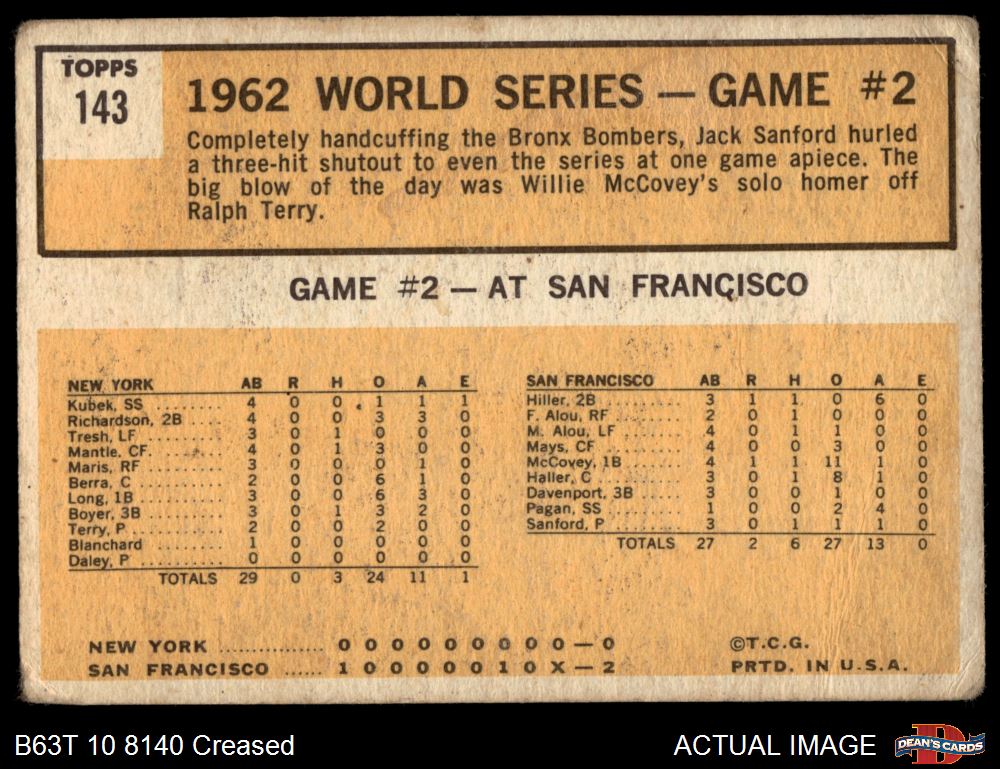 TOPPS
143
1962 WORLD SERIES — GAME #2
Completely handcuffing the Bronx Bombers, Jack Sanford hurled
a three-hit shutout to even the series at one game apiece. The
big blow of the day was Willie McCovey's solo homer off
Ralph Terry.
GAME #2 — AT SAN FRANCISCO
NEW YORK AB R H O A E
Kubek, SS ........ 4 0 0 1 1 1
Richardson, 2B .... 4 0 0 3 3 0
Tresh, LF ......... 3 0 1 0 0 0
Mantle, CF ........ 4 0 1 3 0 0
Maris, RF ......... 3 0 0 0 1 0
Berra, C .......... 2 0 0 6 1 0
Long, 1B .......... 3 0 0 6 3 0
Boyer, 3B ......... 3 0 1 3 2 0
Terry, P .......... 2 0 0 2 0 0
Blanchard ......... 1 0 0 0 0 0
Daley, P .......... 0 0 0 0 0 0
TOTALS 29 0 3 24 11 1
SAN FRANCISCO AB R H O A E
Hiller, 2B ........ 3 1 1 0 6 0
F. Alou, RF ....... 2 0 1 0 0 0
M. Alou, LF ....... 4 0 1 1 0 0
Mays, CF .......... 4 0 0 3 0 0
McCovey, 1B ....... 4 1 1 11 1 0
Haller, C ......... 3 0 1 8 1 0
Davenport, 3B ..... 3 0 0 1 0 0
Pagan, SS ......... 1 0 0 2 4 0
Sanford, P ........ 3 0 1 1 1 0
TOTALS 27 2 6 27 13 0
NEW YORK ................ 0 0 0 0 0 0 0 0 0 — 0
SAN FRANCISCO ...... 1 0 0 0 0 0 1 0 X — 2
©T.C.G.
PRTD. IN U.S.A.
B63T 10 8140 Creased
ACTUAL IMAGE
D
DEAN'S CARDS